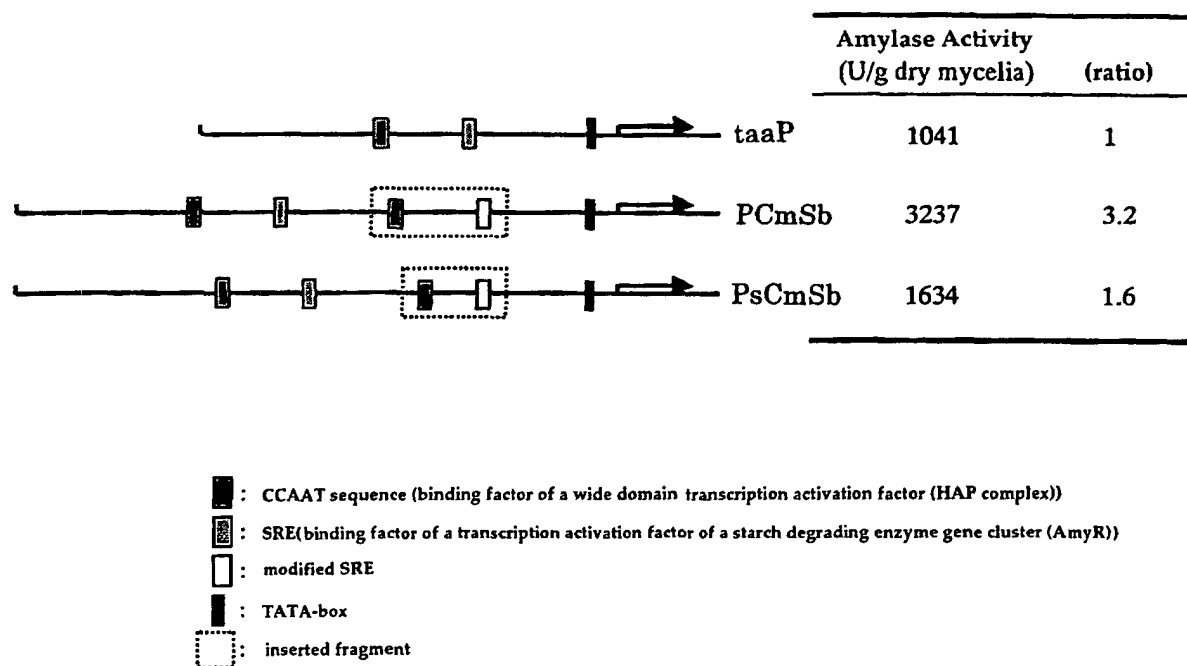 Amylase Activity
(U/g dry mycelia) (ratio)
taaP 1041 1
PCmSb 3237 3.2
PsCmSb 1634 1.6
: CCAAT sequence (binding factor of a wide domain transcription activation factor (HAP complex))
: SRE(binding factor of a transcription activation factor of a starch degrading enzyme gene cluster (AmyR))
: modified SRE
: TATA-box
: inserted fragment